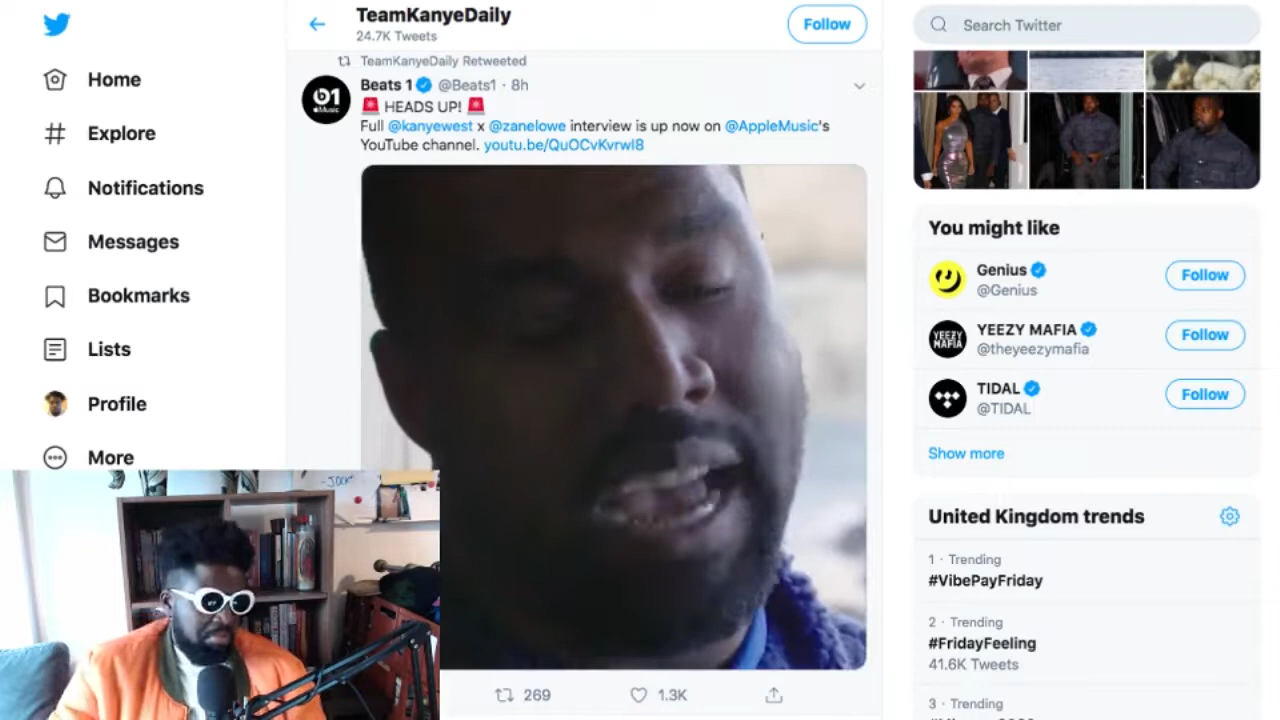 Home
Explore
Notifications
Messages
Bookmarks
Lists
Profile
More
TeamKanyeDaily
24.7K Tweets
Follow
TeamKanyeDaily Retweeted
Beats 1 @Beats1 · 8h
HEADS UP!
Full @kanyewest x @zanelowe interview is up now on @AppleMusic's
YouTube channel. youtu.be/QuOCvKvrwI8
269
1.3K
Search Twitter
You might like
Genius
@Genius
Follow
YEEZY MAFIA
@theyeezymafia
Follow
YEEZY
MAFIA
TIDAL
@TIDAL
Follow
Show more
United Kingdom trends
1 · Trending
#VibePayFriday
2 · Trending
#FridayFeeling
41.6K Tweets
3 · Trending